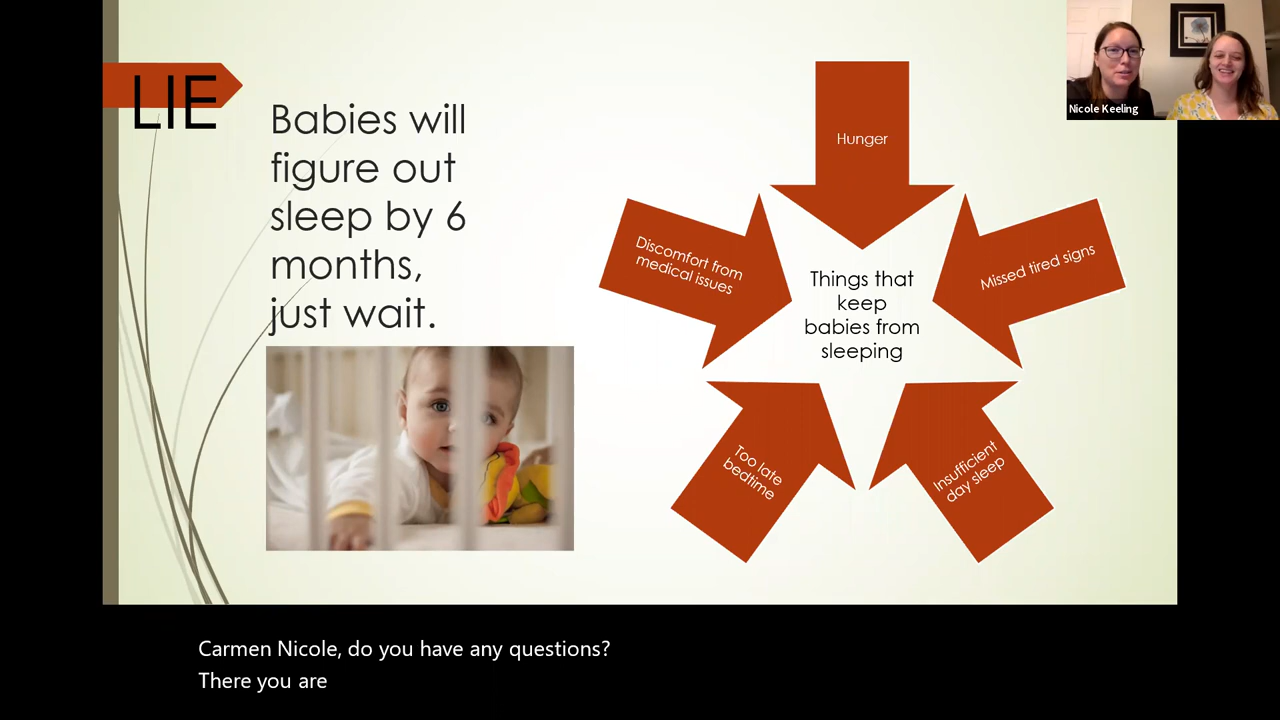 LIE
Babies will
figure out
sleep by 6
months,
just wait.
Hunger
Missed tired signs
Insufficient
day sleep
Too late
bedtime
Discomfort from
medical issues
Things that
keep
babies from
sleeping
Nicole Keeling
Carmen Nicole, do you have any questions?
There you are